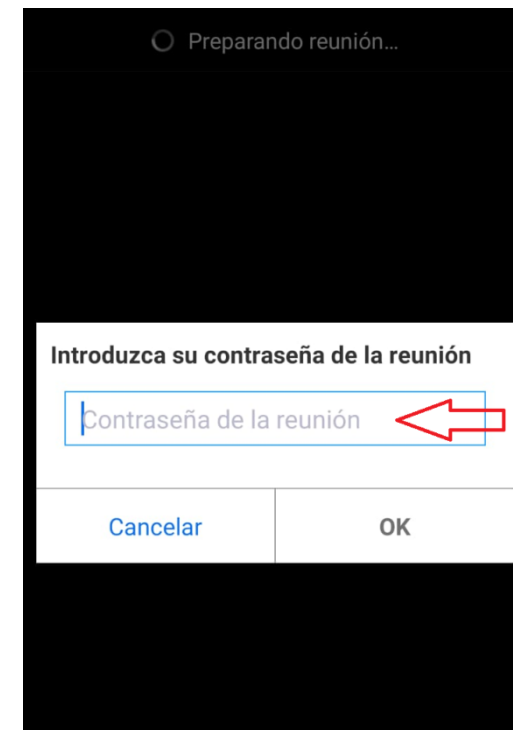 Preparando reunión...
Introduzca su contraseña de la reunión
Contraseña de la reunión
Cancelar
OK